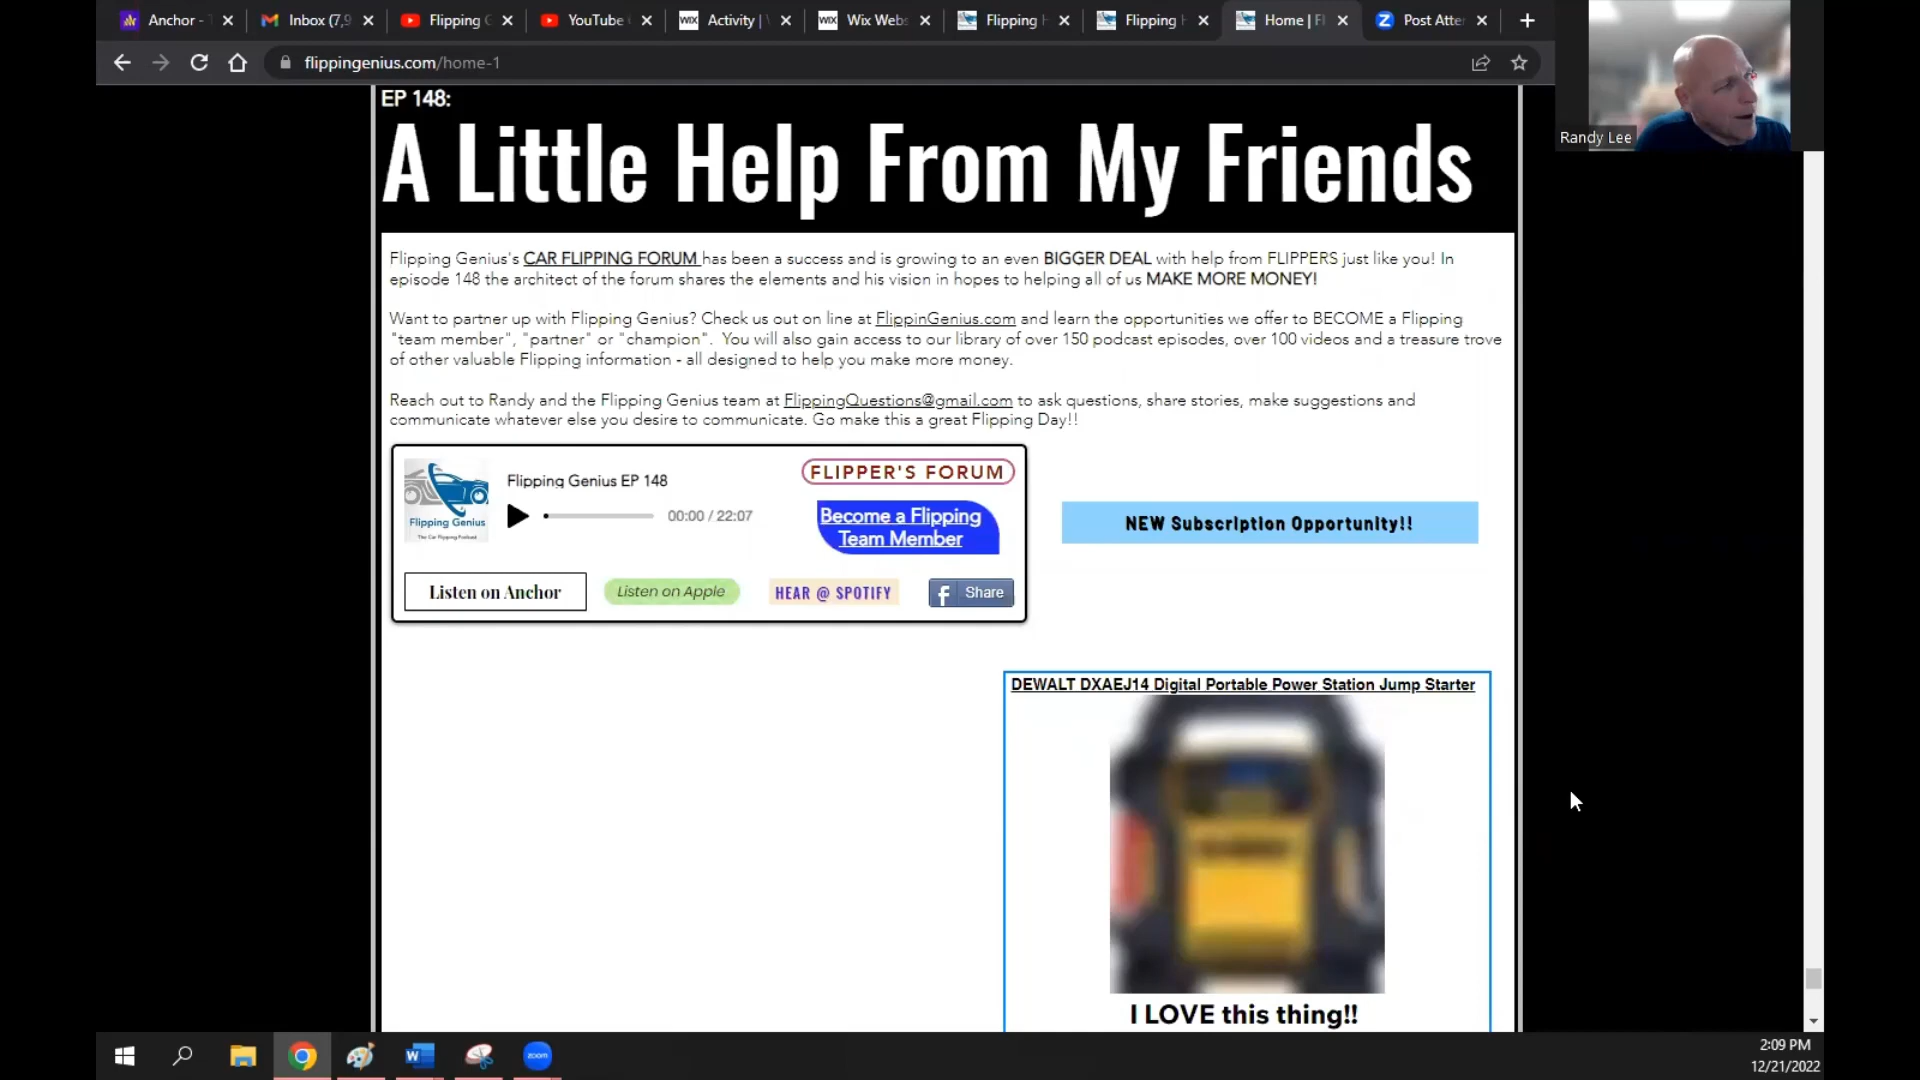 Anchor - T
Inbox (7,9
Flipping G
YouTube
Activity |
Wix Webs
Flipping H
Flipping H
Home | Fl
Post Atte
flippingenius.com/home-1
Randy Lee
EP 148:
A Little Help From My Friends
Flipping Genius's CAR FLIPPING FORUM has been a success and is growing to an even BIGGER DEAL with help from FLIPPERS just like you! In
episode 148 the architect of the forum shares the elements and his vision in hopes to helping all of us MAKE MORE MONEY!
Want to partner up with Flipping Genius? Check us out on line at FlippinGenius.com and learn the opportunities we offer to BECOME a Flipping
"team member", "partner" or "champion". You will also gain access to our library of over 150 podcast episodes, over 100 videos and a treasure trove
of other valuable Flipping information - all designed to help you make more money.
Reach out to Randy and the Flipping Genius team at FlippingQuestions@gmail.com to ask questions, share stories, make suggestions and
communicate whatever else you desire to communicate. Go make this a great Flipping Day!!
Flipping Genius
The Car Flipping Podcast
Flipping Genius EP 148
00:00 / 22:07
FLIPPER'S FORUM
Become a Flipping
Team Member
NEW Subscription Opportunity!!
Listen on Anchor
Listen on Apple
HEAR @ SPOTIFY
f Share
DEWALT DXAEJ14 Digital Portable Power Station Jump Starter
I LOVE this thing!!
zoom
2:09 PM
12/21/2022